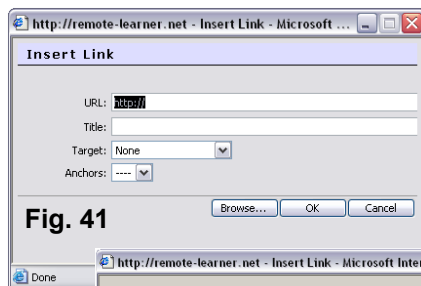 http://remote-learner.net - Insert Link - Microsoft ...
Insert Link
URL: http://
Title:
Target: None
Anchors: ----
Browse... OK Cancel
Fig. 41
http://remote-learner.net - Insert Link - Microsoft Inter
Done